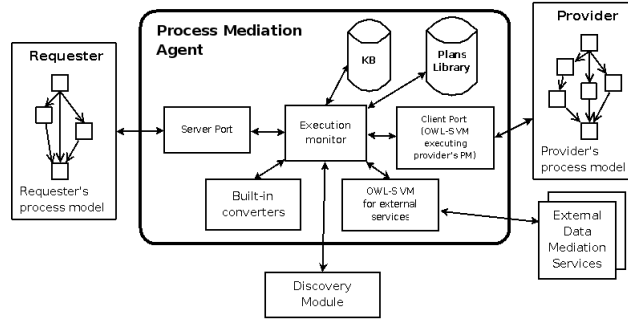 Requester
Requester's
process model
Process Mediation
Agent
KB
Plans
Library
Server Port
Execution
monitor
Client Port
(OWL-S VM
executing
provider's PM)
Built-in
converters
OWL-S VM
for external
services
Provider
Provider's
process model
External
Data
Mediation
Services
Discovery
Module